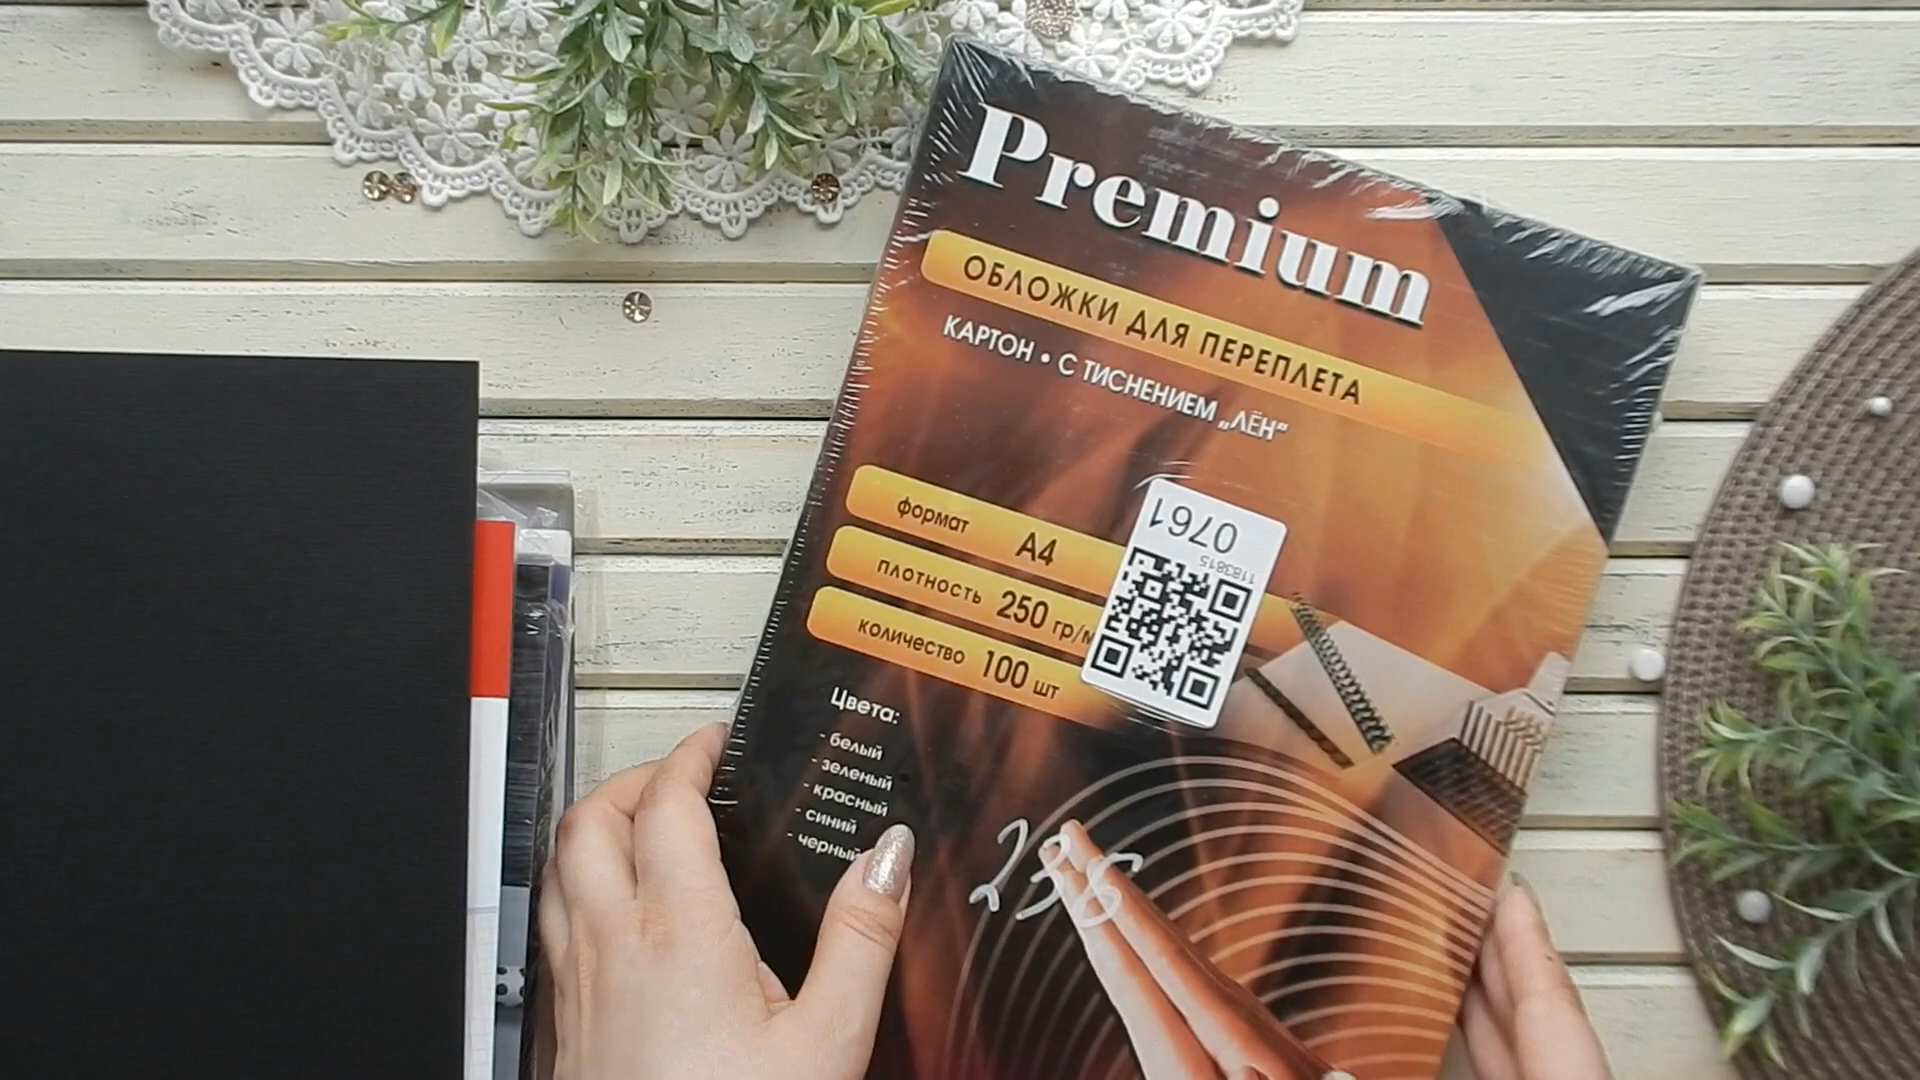 Premium
ОБЛОЖКИ ДЛЯ ПЕРЕПЛЕТА
КАРТОН • С ТИСНЕНИЕМ „ЛЁН“
формат А4
плотность 250 гр/м
количество 100 шт
0761
1183815
Цвета:
- белый
- зеленый
- красный
- синий
- черный
236